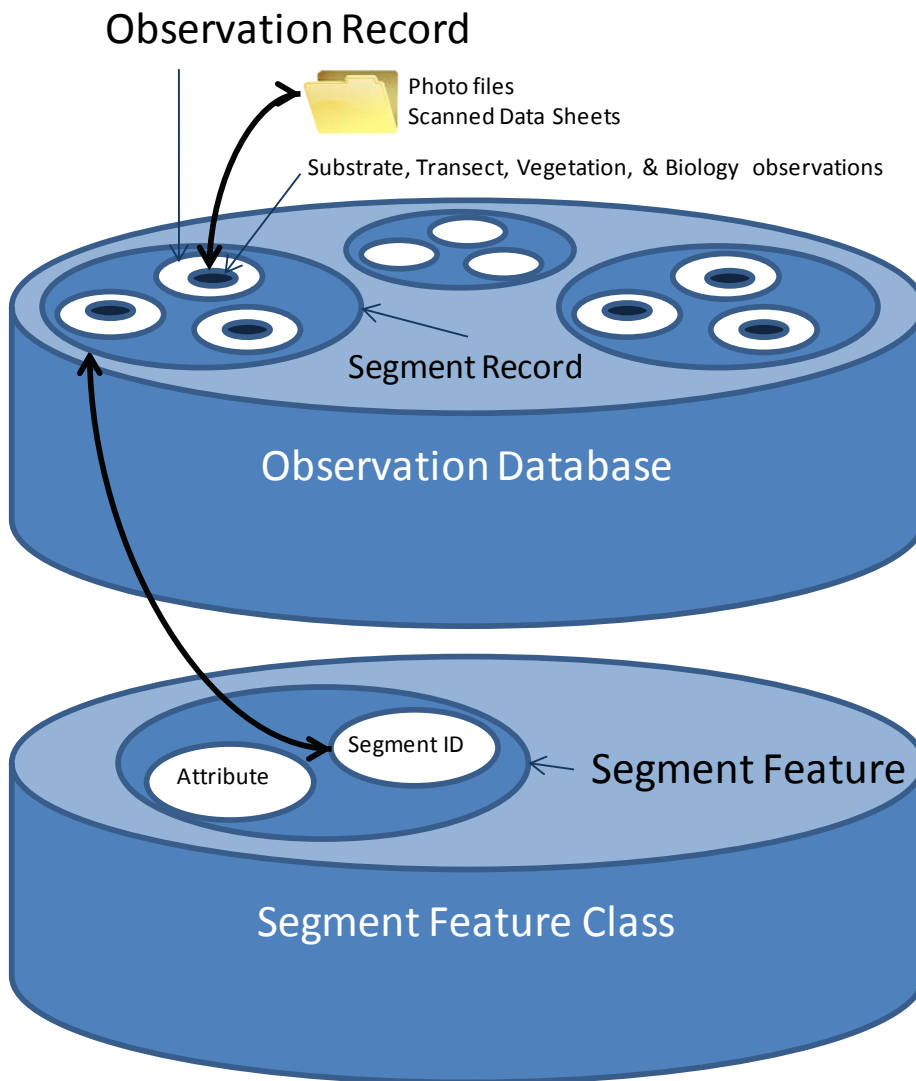 Observation Record
Photo files
Scanned Data Sheets
Substrate, Transect, Vegetation, & Biology observations
Segment Record
Observation Database
Segment ID
Attribute
Segment Feature
Segment Feature Class